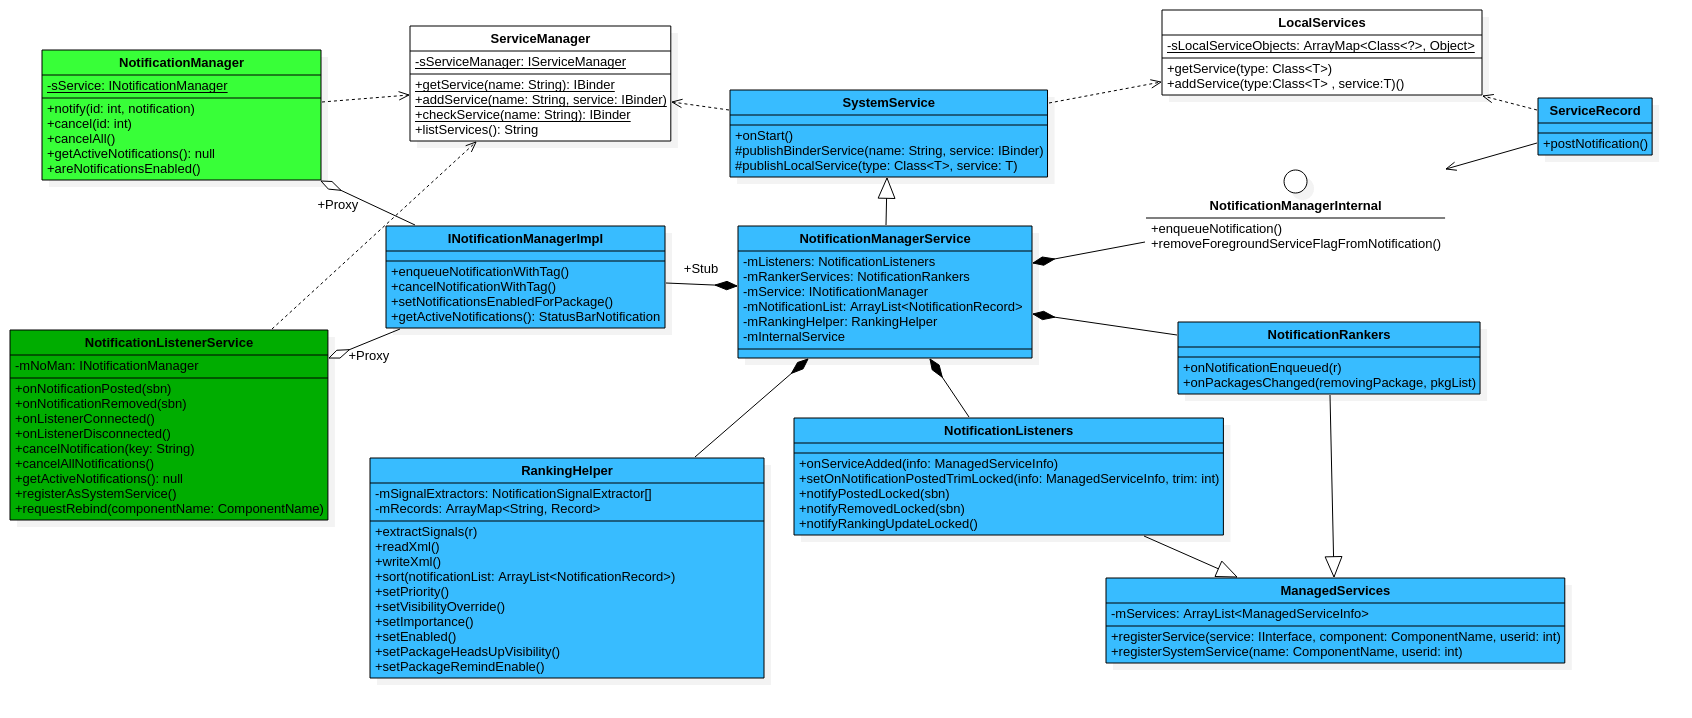 NotificationManager
-sService: INotificationManager
+notify(id: int, notification)
+cancel(id: int)
+cancelAll()
+getActiveNotifications(): null
+areNotificationsEnabled()
ServiceManager
-sServiceManager: IServiceManager
+getService(name: String): IBinder
+addService(name: String, service: IBinder)
+checkService(name: String): IBinder
+listServices(): String
LocalServices
-sLocalServiceObjects: ArrayMap<Class<?>, Object>
+getService(type: Class<T>)
+addService(type:Class<T> , service:T)()
SystemService
+onStart()
#publishBinderService(name: String, service: IBinder)
#publishLocalService(type: Class<T>, service: T)
ServiceRecord
+postNotification()
+Proxy
NotificationManagerInternal
+enqueueNotification()
+removeForegroundServiceFlagFromNotification()
INotificationManagerImpl
+enqueueNotificationWithTag()
+cancelNotificationWithTag()
+setNotificationsEnabledForPackage()
+getActiveNotifications(): StatusBarNotification
+Stub
NotificationManagerService
-mListeners: NotificationListeners
-mRankerServices: NotificationRankers
-mService: INotificationManager
-mNotificationList: ArrayList<NotificationRecord>
-mRankingHelper: RankingHelper
-mInternalService
NotificationListenerService
-mNoMan: INotificationManager
+onNotificationPosted(sbn)
+onNotificationRemoved(sbn)
+onListenerConnected()
+onListenerDisconnected()
+cancelNotification(key: String)
+cancelAllNotifications()
+getActiveNotifications(): null
+registerAsSystemService()
+requestRebind(componentName: ComponentName)
+Proxy
NotificationRankers
+onNotificationEnqueued(r)
+onPackagesChanged(removingPackage, pkgList)
NotificationListeners
+onServiceAdded(info: ManagedServiceInfo)
+setOnNotificationPostedTrimLocked(info: ManagedServiceInfo, trim: int)
+notifyPostedLocked(sbn)
+notifyRemovedLocked(sbn)
+notifyRankingUpdateLocked()
RankingHelper
-mSignalExtractors: NotificationSignalExtractor[]
-mRecords: ArrayMap<String, Record>
+extractSignals(r)
+readXml()
+writeXml()
+sort(notificationList: ArrayList<NotificationRecord>)
+setPriority()
+setVisibilityOverride()
+setImportance()
+setEnabled()
+setPackageHeadsUpVisibility()
+setPackageRemindEnable()
ManagedServices
-mServices: ArrayList<ManagedServiceInfo>
+registerService(service: IInterface, component: ComponentName, userid: int)
+registerSystemService(name: ComponentName, userid: int)